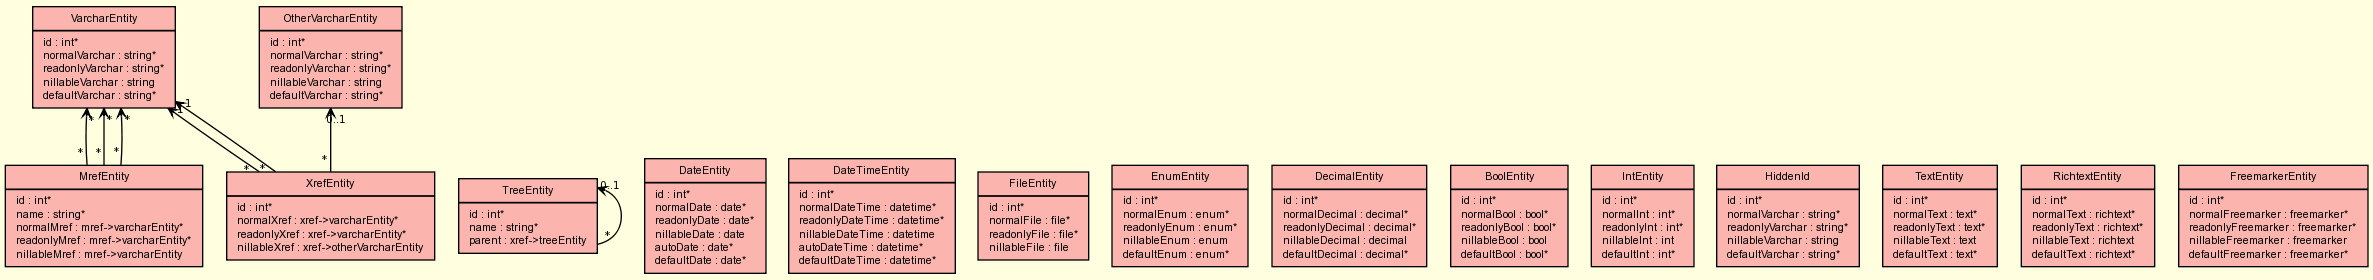 VarcharEntity
id : int*
normalVarchar : string*
readonlyVarchar : string*
nillableVarchar : string
defaultVarchar : string*
OtherVarcharEntity
id : int*
normalVarchar : string*
readonlyVarchar : string*
nillableVarchar : string
defaultVarchar : string*
1
1
*
*
*
0..1
*
*
*
*
*
*
MrefEntity
id : int*
name : string*
normalMref : mref->varcharEntity*
readonlyMref : mref->varcharEntity*
nillableMref : mref->varcharEntity
XrefEntity
id : int*
normalXref : xref->varcharEntity*
readonlyXref : xref->varcharEntity*
nillableXref : xref->otherVarcharEntity
TreeEntity
id : int*
name : string*
parent : xref->treeEntity
0..1
*
DateEntity
id : int*
normalDate : date*
readonlyDate : date*
nillableDate : date
autoDate : date*
defaultDate : date*
DateTimeEntity
id : int*
normalDateTime : datetime*
readonlyDateTime : datetime*
nillableDateTime : datetime
autoDateTime : datetime*
defaultDateTime : datetime*
FileEntity
id : int*
normalFile : file*
readonlyFile : file*
nillableFile : file
EnumEntity
id : int*
normalEnum : enum*
readonlyEnum : enum*
nillableEnum : enum
defaultEnum : enum*
DecimalEntity
id : int*
normalDecimal : decimal*
readonlyDecimal : decimal*
nillableDecimal : decimal
defaultDecimal : decimal*
BoolEntity
id : int*
normalBool : bool*
readonlyBool : bool*
nillableBool : bool
defaultBool : bool*
IntEntity
id : int*
normalInt : int*
readonlyInt : int*
nillableInt : int
defaultInt : int*
HiddenId
id : int*
normalVarchar : string*
readonlyVarchar : string*
nillableVarchar : string
defaultVarchar : string*
TextEntity
id : int*
normalText : text*
readonlyText : text*
nillableText : text
defaultText : text*
RichtextEntity
id : int*
normalText : richtext*
readonlyText : richtext*
nillableText : richtext
defaultText : richtext*
FreemarkerEntity
id : int*
normalFreemarker : freemarker*
readonlyFreemarker : freemarker*
nillableFreemarker : freemarker
defaultFreemarker : freemarker*